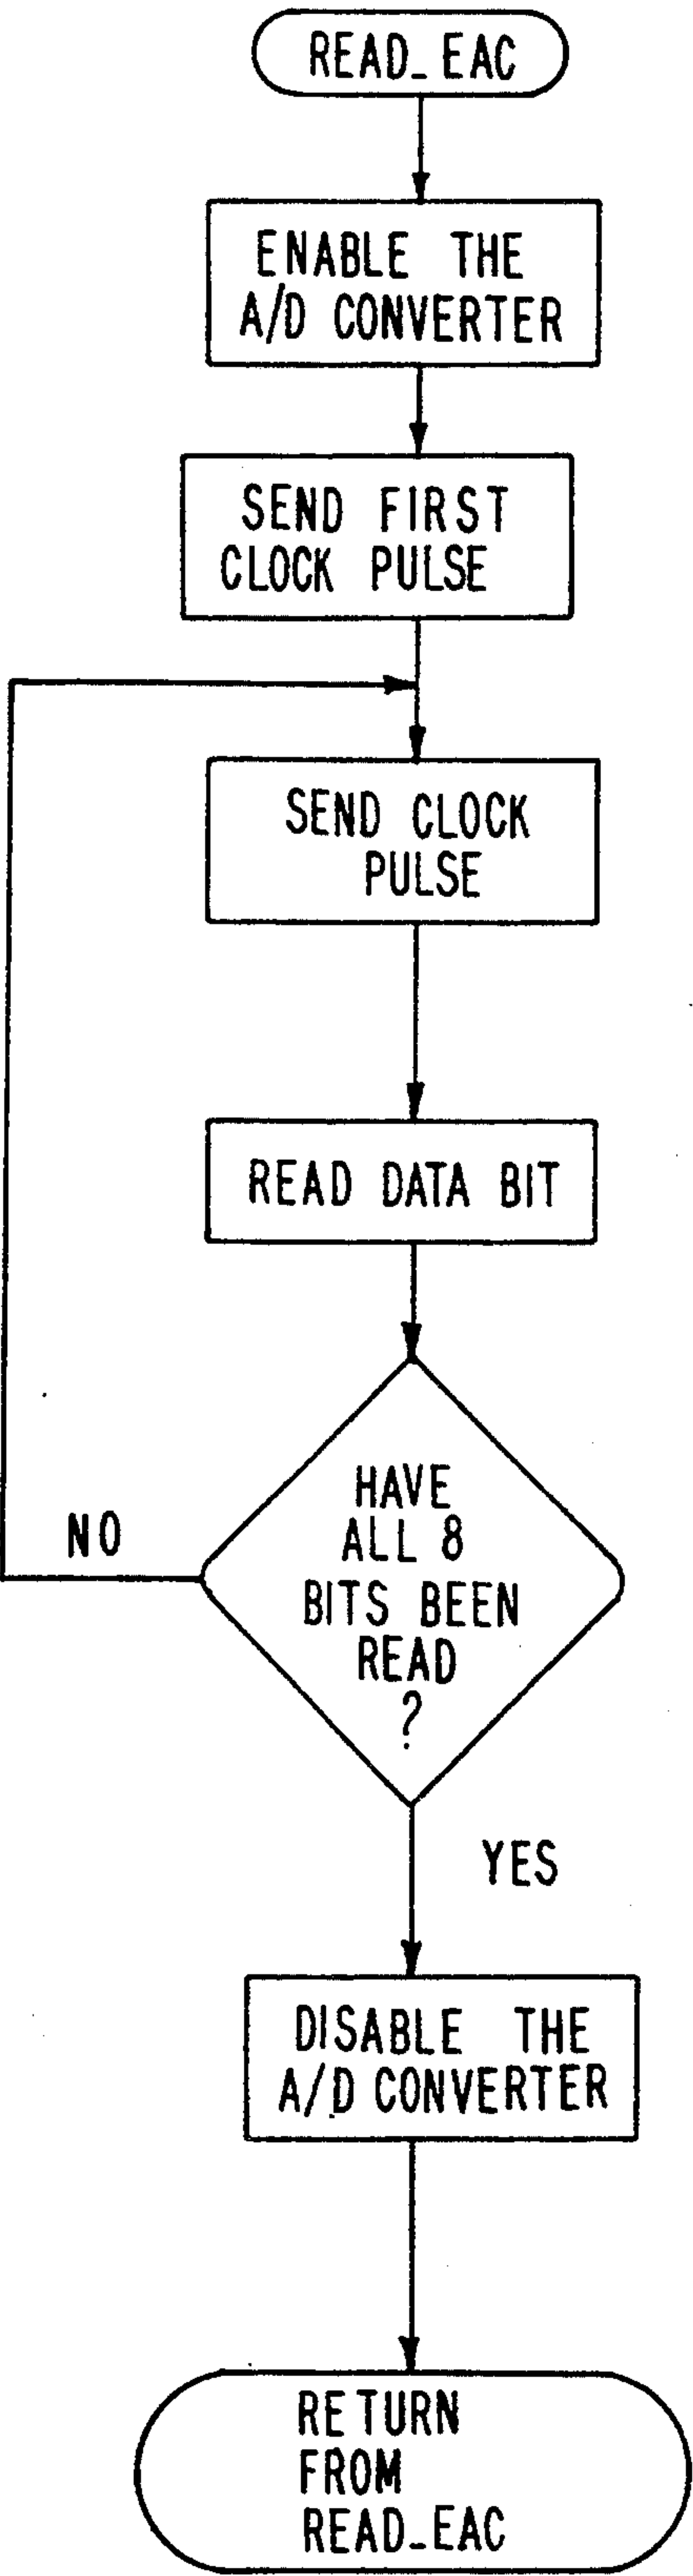 READ_EAC
ENABLE THE
A/D CONVERTER
SEND FIRST
CLOCK PULSE
SEND CLOCK
PULSE
READ DATA BIT
HAVE
ALL 8
BITS BEEN
READ
?
NO
YES
DISABLE THE
A/D CONVERTER
RETURN
FROM
READ_EAC